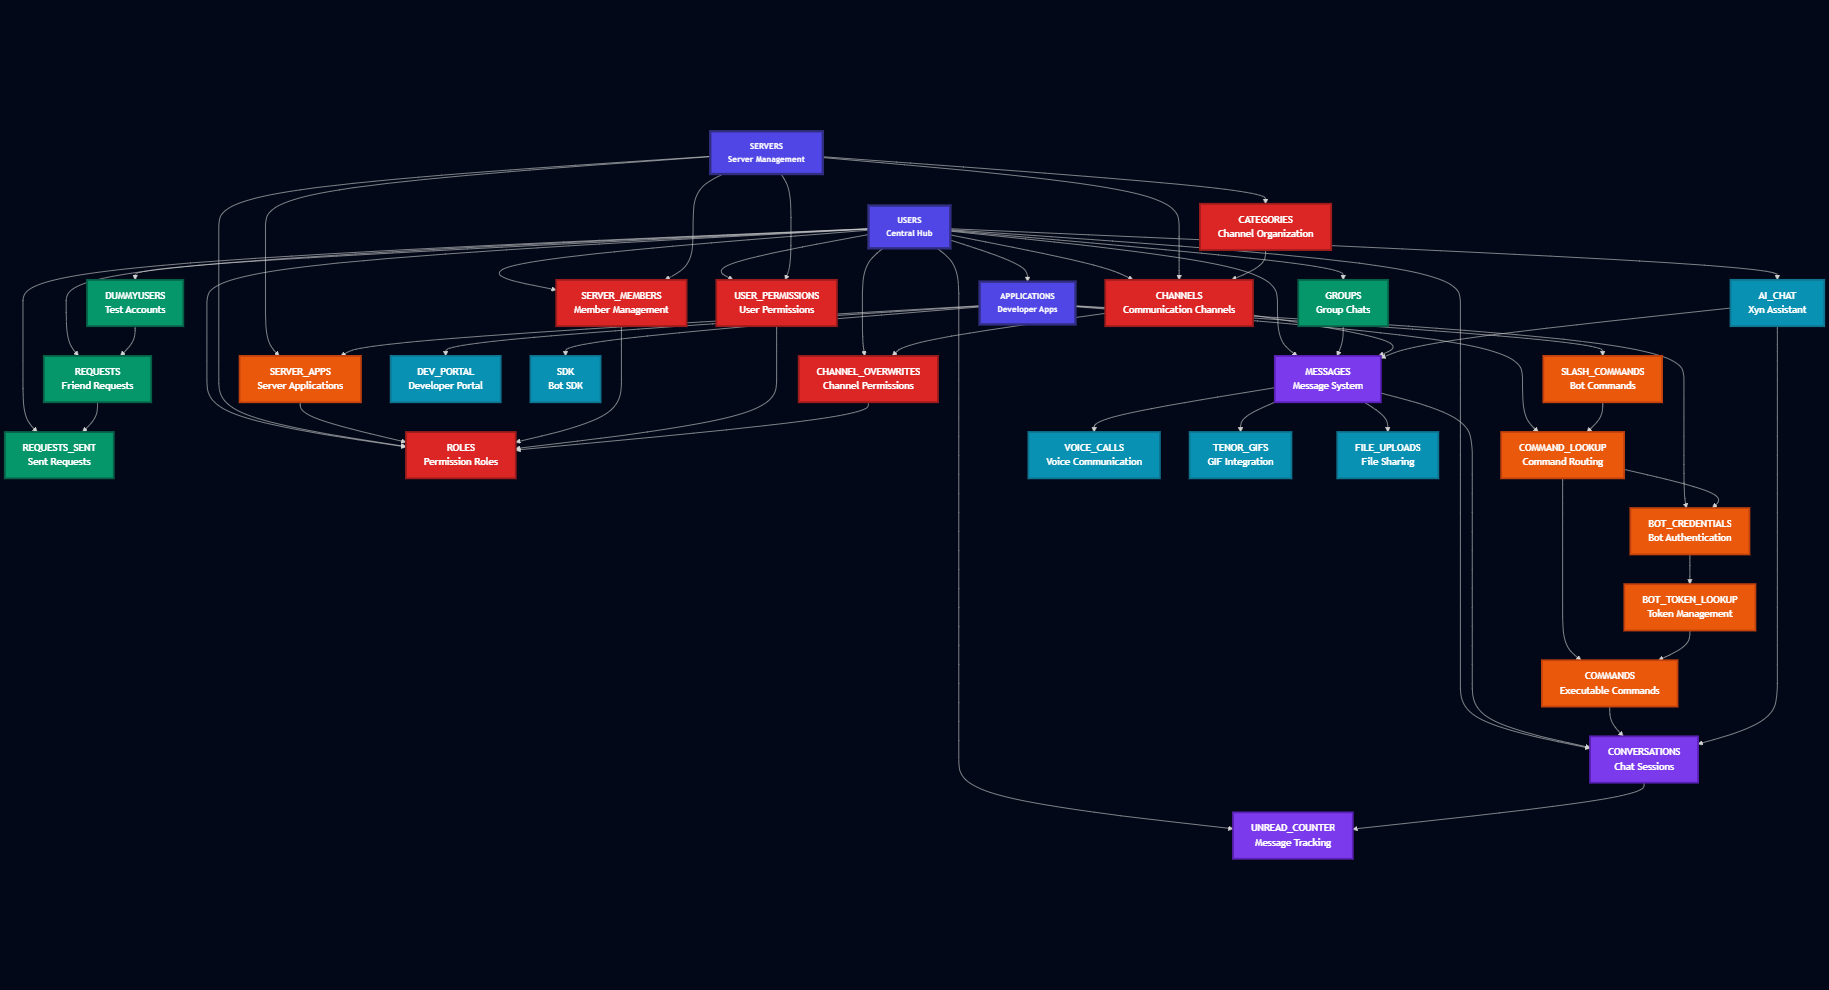 SERVERS
Server Management
USERS
Central Hub
CATEGORIES
Channel Organization
DUMMYUSERS
Test Accounts
SERVER_MEMBERS
Member Management
USER_PERMISSIONS
User Permissions
APPLICATIONS
Developer Apps
CHANNELS
Communication Channels
GROUPS
Group Chats
AI_CHAT
Xyn Assistant
REQUESTS
Friend Requests
SERVER_APPS
Server Applications
DEV_PORTAL
Developer Portal
SDK
Bot SDK
CHANNEL_OVERWRITES
Channel Permissions
MESSAGES
Message System
SLASH_COMMANDS
Bot Commands
REQUESTS_SENT
Sent Requests
ROLES
Permission Roles
VOICE_CALLS
Voice Communication
TENOR_GIFS
GIF Integration
FILE_UPLOADS
File Sharing
COMMAND_LOOKUP
Command Routing
BOT_CREDENTIALS
Bot Authentication
BOT_TOKEN_LOOKUP
Token Management
COMMANDS
Executable Commands
CONVERSATIONS
Chat Sessions
UNREAD_COUNTER
Message Tracking